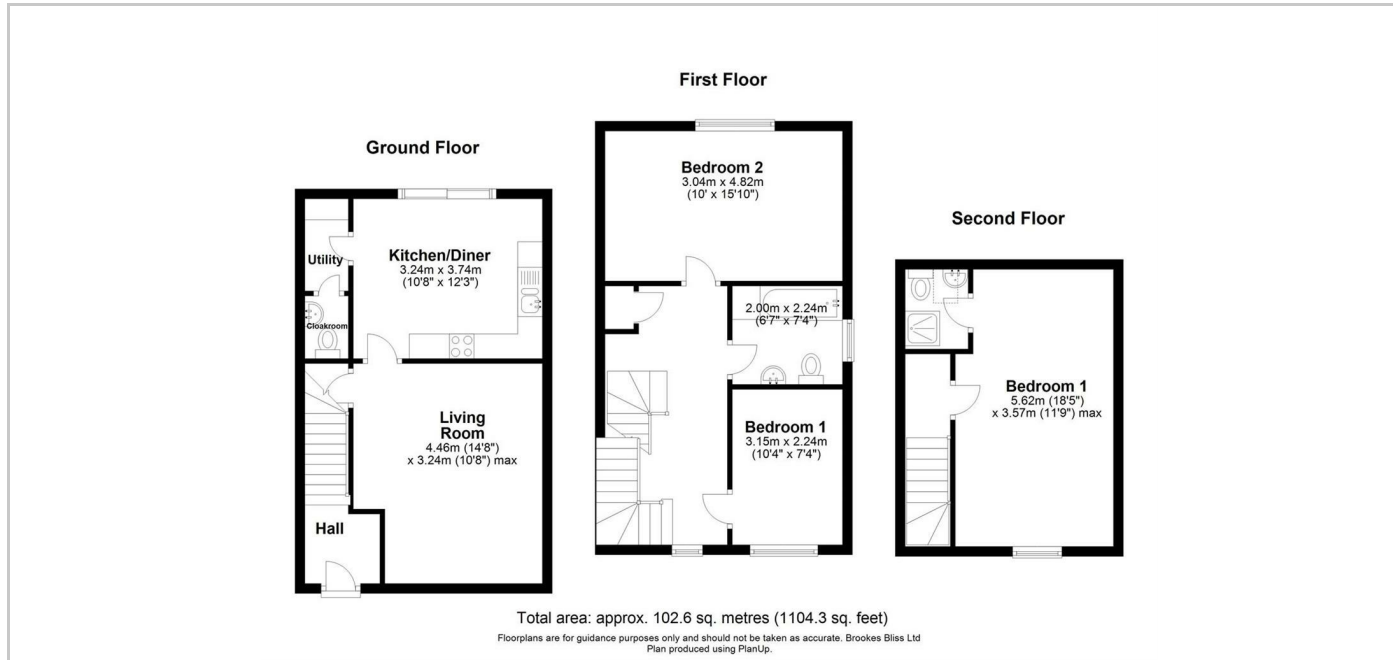 Ground Floor
Utility
Kitchen/Diner
3.24m x 3.74m
(10'8" x 12'3")
Cloakroom
Living
Room
4.46m (14'8")
x 3.24m (10'8") max
Hall
First Floor
Bedroom 2
3.04m x 4.82m
(10' x 15'10")
2.00m x 2.24m
(6'7" x 7'4")
Bedroom 1
3.15m x 2.24m
(10'4" x 7'4")
Second Floor
Bedroom 1
5.62m (18'5")
x 3.57m (11'9") max
Total area: approx. 102.6 sq. metres (1104.3 sq. feet)
Floorplans are for guidance purposes only and should not be taken as accurate. Brookes Bliss Ltd
Plan produced using PlanUp.